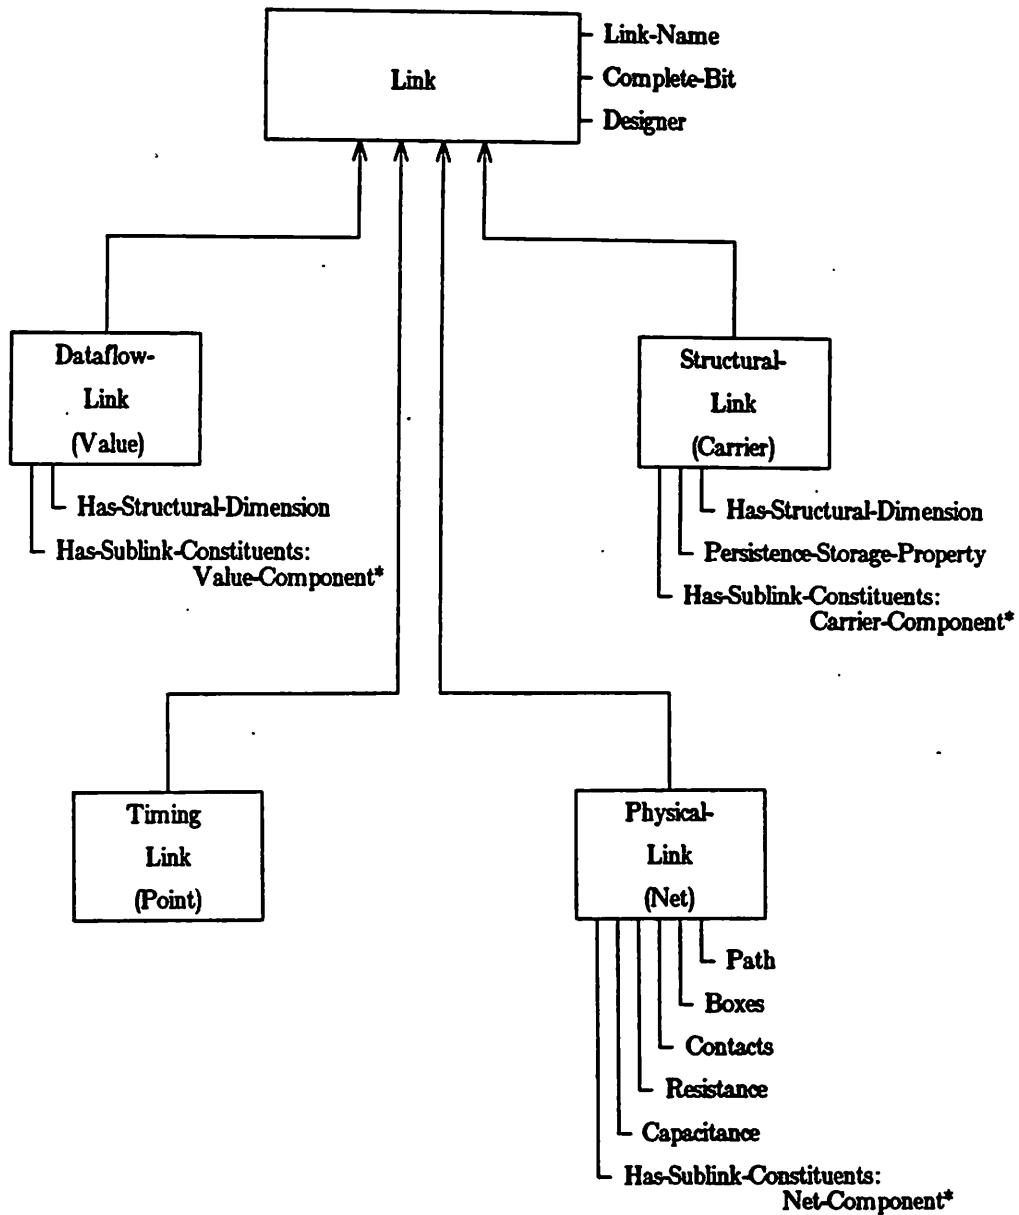 Link
Link-Name
Complete-Bit
Designer
Dataflow-
Link
(Value)
Has-Structural-Dimension
Has-Sublink-Constituents:
Value-Component*
Structural-
Link
(Carrier)
Has-Structural-Dimension
Persistence-Storage-Property
Has-Sublink-Constituents:
Carrier-Component*
Timing
Link
(Point)
Physical-
Link
(Net)
Path
Boxes
Contacts
Resistance
Capacitance
Has-Sublink-Constituents:
Net-Component*